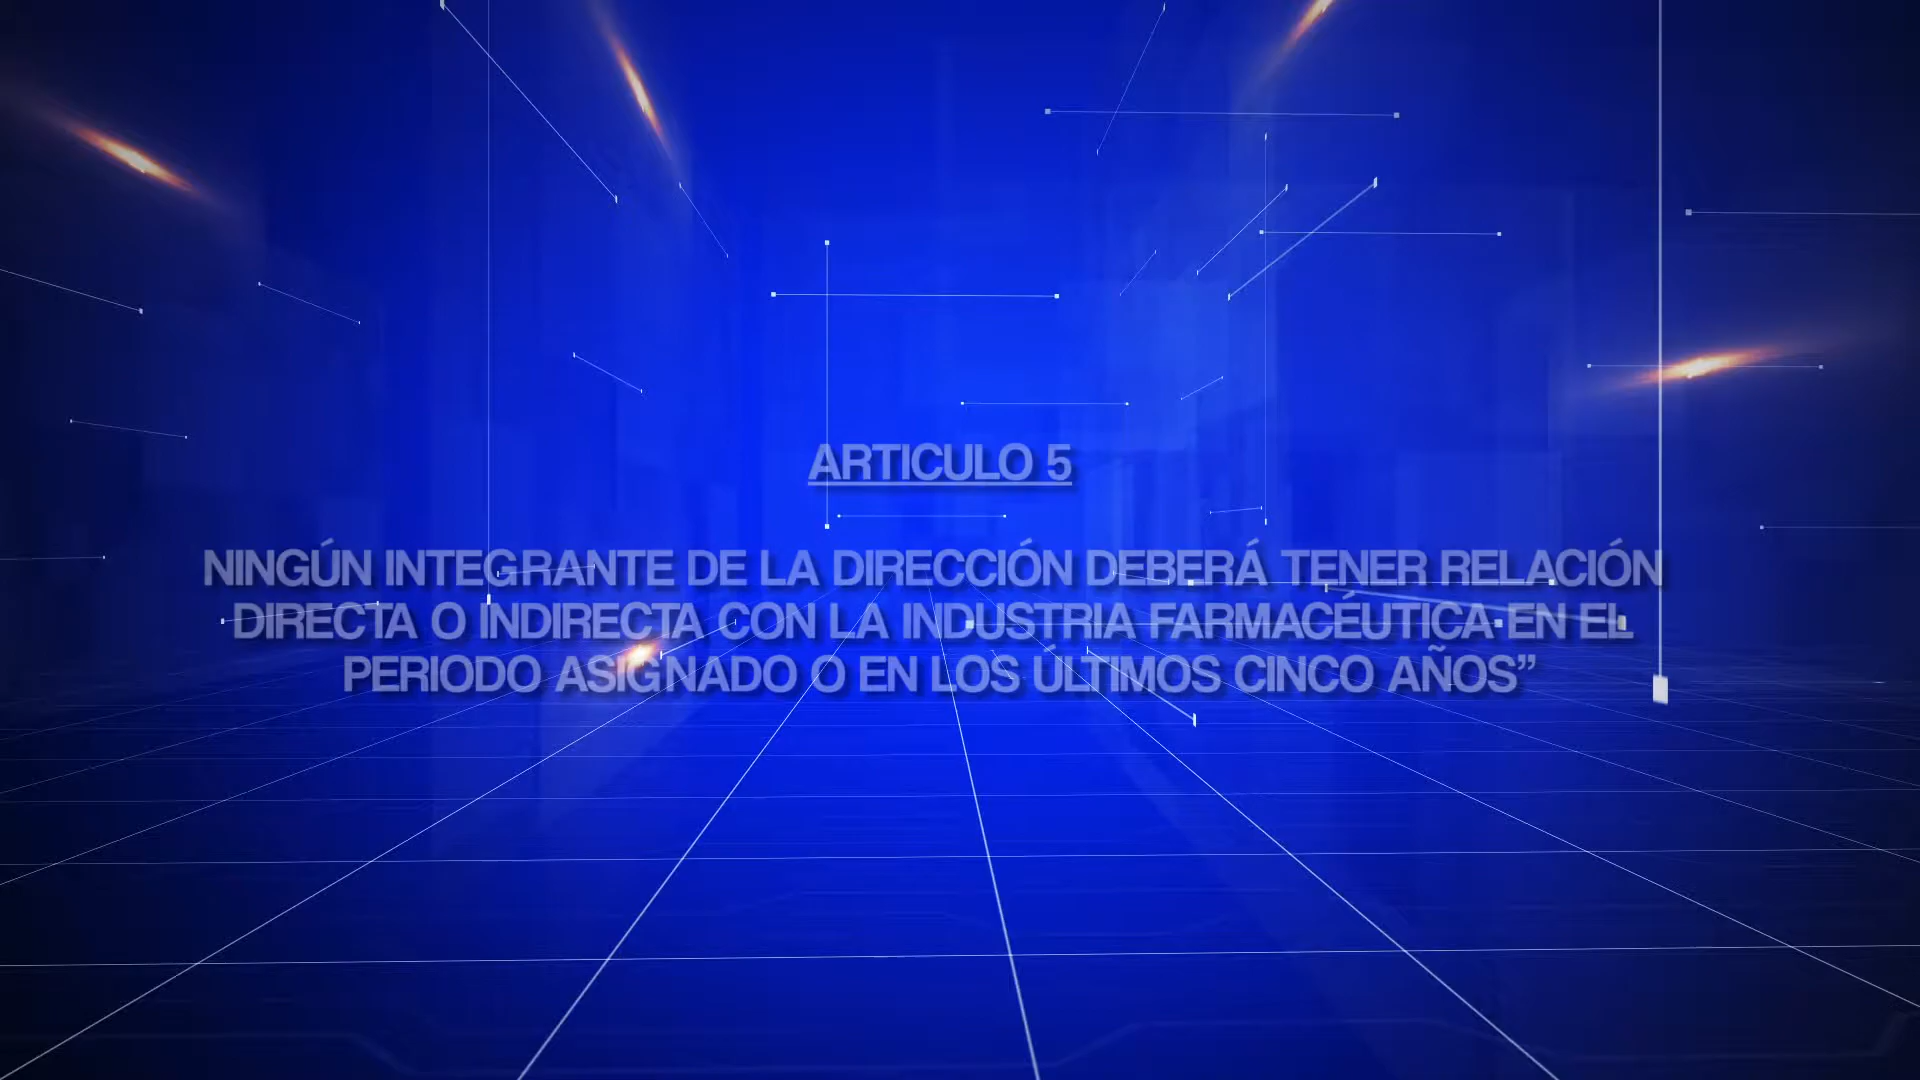 ARTICULO 5
NINGÚN INTEGRANTE DE LA DIRECCIÓN DEBERÁ TENER RELACIÓN
DIRECTA O INDIRECTA CON LA INDUSTRIA FARMACÉUTICA EN EL
PERIODO ASIGNADO O EN LOS ÚLTIMOS CINCO AÑOS”